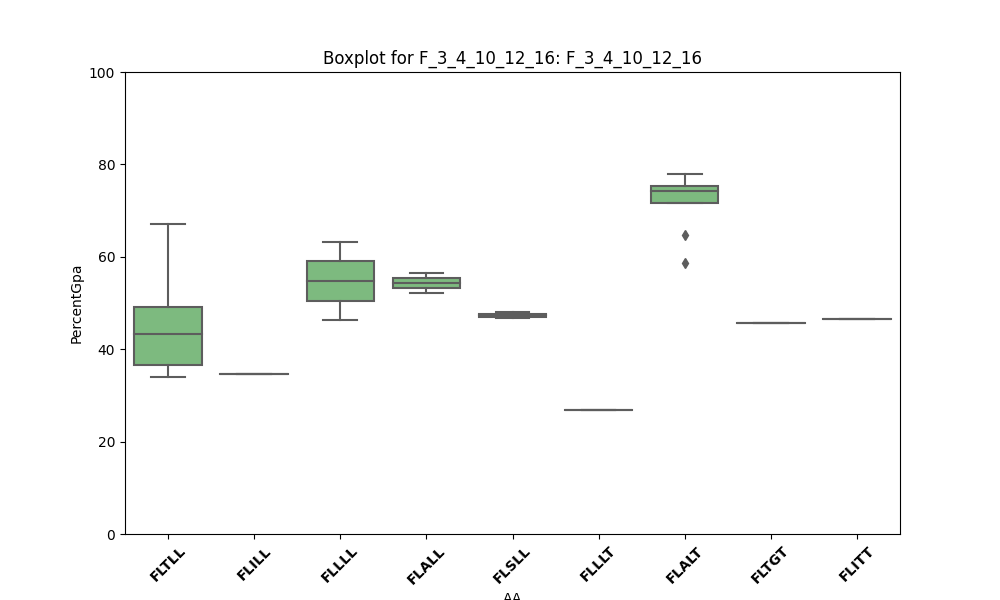 Boxplot for F_3_4_10_12_16: F_3_4_10_12_16
100
80
60
40
20
0
PercentGpa
FLTLL
FLILL
FLLLL
FLALL
FLSLL
FLLLT
FLALT
FLTGT
FLITT
AA